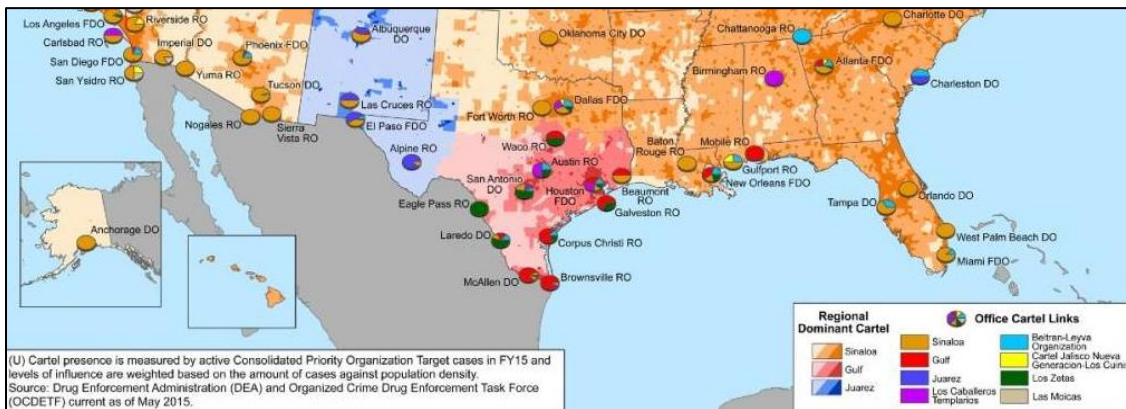 Los Angeles FDO
Riverside RO
Carlsbad RO
Imperial DO
Phoenix FDO
San Diego FDO
San Ysidro RO
Yuma RO
Tucson DO
Nogales RO
Sierra
Vista RO
Albuquerque
DO
Las Cruces RO
El Paso FDO
Alpine RO
Oklahoma City DO
Dallas FDO
Fort Worth RO
Waco RO
Austin RO
San Antonio
DO
Houston
FDO
Eagle Pass RO
Beaumont
RO
Galveston RO
Laredo DO
Corpus Christi RO
McAllen DO
Brownsville RO
Baton
Rouge RO
Mobile RO
Gulfport RO
New Orleans FDO
Chattanooga RO
Birmingham RO
Atlanta FDO
Charlotte DO
Charleston DO
Orlando DO
Tampa DO
West Palm Beach DO
Miami FDO
Anchorage DO
Regional
Dominant Cartel
Sinaloa
Gulf
Juarez
Office Cartel Links
Sinaloa
Gulf
Juarez
Los Caballeros
Templarios
Beltran-Leyva
Organization
Cartel Jalisco Nueva
Generacion-Los Cuinis
Los Zetas
Las Moicas
(U) Cartel presence is measured by active Consolidated Priority Organization Target cases in FY15 and
levels of influence are weighted based on the amount of cases against population density.
Source: Drug Enforcement Administration (DEA) and Organized Crime Drug Enforcement Task Force
(OCDETF) current as of May 2015.